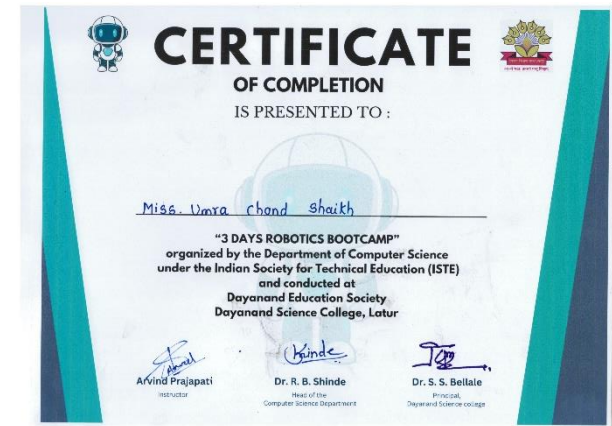 CERTIFICATE
OF COMPLETION
IS PRESENTED TO :
Miss. Umra Chand Shaikh
“3 DAYS ROBOTICS BOOTCAMP”
organized by the Department of Computer Science
under the Indian Society for Technical Education (ISTE)
and conducted at
Dayanand Education Society
Dayanand Science College, Latur
Arvind Prajapati
Instructor
Dr. R. B. Shinde
Head of the
Computer Science Department
Dr. S. S. Bellale
Principal,
Dayanand Science college